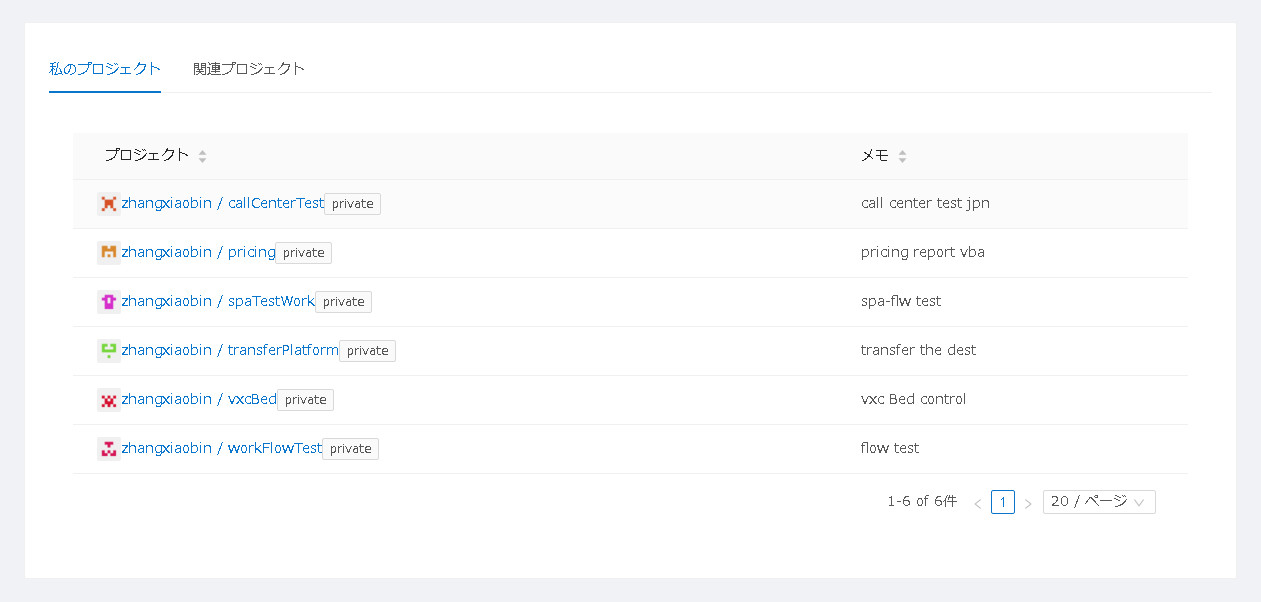 私のプロジェクト 関連プロジェクト
プロジェクト メモ
zhangxiaobin / callCenterTest private call center test jpn
zhangxiaobin / pricing private pricing report vba
zhangxiaobin / spaTestWork private spa-flw test
zhangxiaobin / transferPlatform private transfer the dest
zhangxiaobin / vxcBed private vxc Bed control
zhangxiaobin / workFlowTest private flow test
1-6 of 6件 < 1 > 20 / ページ